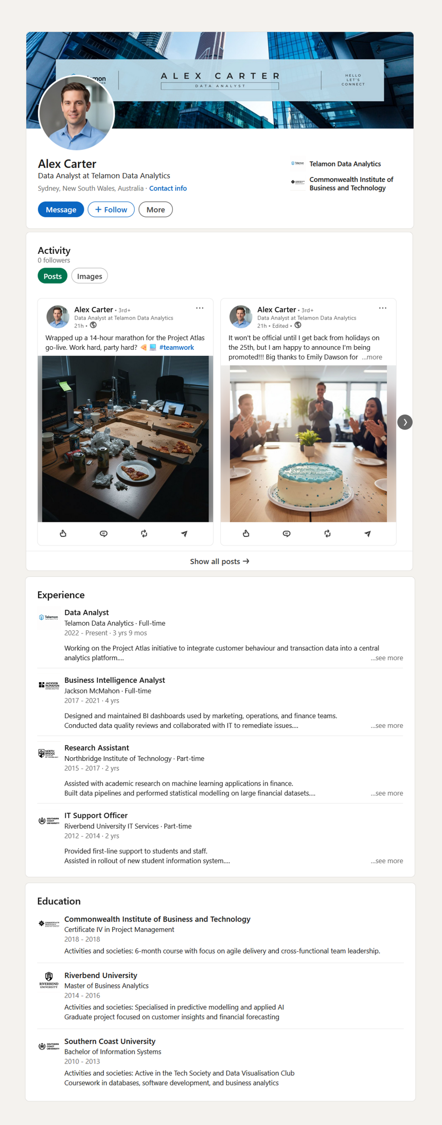 ALEX CARTER
DATA ANALYST
HELLO
LET'S
CONNECT
Alex Carter
Data Analyst at Telamon Data Analytics
Sydney, New South Wales, Australia · Contact info
Telamon Data Analytics
Commonwealth Institute of
Business and Technology
Message
+ Follow
More
Activity
0 followers
Posts
Images
Alex Carter • 3rd+
Data Analyst at Telamon Data Analytics
21h •
Wrapped up a 14-hour marathon for the Project Atlas
go-live. Work hard, party hard? 🍕 #teamwork
Alex Carter • 3rd+
Data Analyst at Telamon Data Analytics
21h • Edited •
It won't be official until I get back from holidays on
the 25th, but I am happy to announce I'm being
promoted!!! Big thanks to Emily Dawson for ...more
Show all posts →
Experience
Telamon
Data Analyst
Telamon Data Analytics · Full-time
2022 - Present · 3 yrs 9 mos
Working on the Project Atlas initiative to integrate customer behaviour and transaction data into a central
analytics platform....
...see more
Business Intelligence Analyst
Jackson McMahon · Full-time
2017 - 2021 · 4 yrs
Designed and maintained BI dashboards used by marketing, operations, and finance teams.
Conducted data quality reviews and collaborated with IT to remediate issues....
...see more
Research Assistant
Northbridge Institute of Technology · Part-time
2015 - 2017 · 2 yrs
Assisted with academic research on machine learning applications in finance.
Built data pipelines and performed statistical modelling on large financial datasets....
...see more
IT Support Officer
Riverbend University IT Services · Part-time
2012 - 2014 · 2 yrs
Provided first-line support to students and staff.
Assisted in rollout of new student information system....
...see more
Education
Commonwealth Institute of Business and Technology
Certificate IV in Project Management
2018 - 2018
Activities and societies: 6-month course with focus on agile delivery and cross-functional team leadership.
RIVERBEND
UNIVERSITY
Riverbend University
Master of Business Analytics
2014 - 2016
Activities and societies: Specialised in predictive modelling and applied AI
Graduate project focused on customer insights and financial forecasting
Southern Coast University
Bachelor of Information Systems
2010 - 2013
Activities and societies: Active in the Tech Society and Data Visualisation Club
Coursework in databases, software development, and business analytics